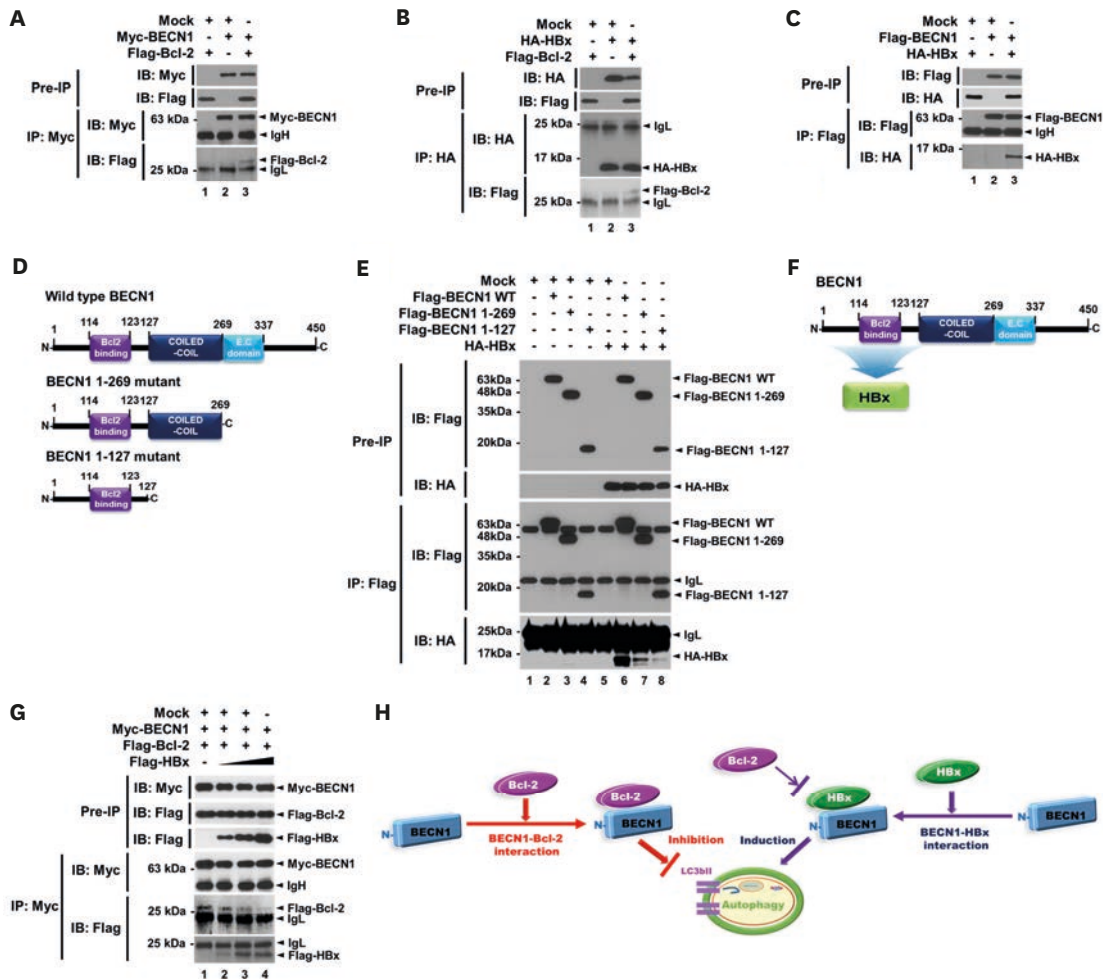 A
Mock + + -
Myc-BECN1 - + +
Flag-Bcl-2 + - +
Pre-IP
IB: Myc
IB: Flag
IP: Myc
IB: Myc
63 kDa
Myc-BECN1
IgH
IB: Flag
25 kDa
Flag-Bcl-2
IgL
1 2 3
B
Mock + + -
HA-HBx - + +
Flag-Bcl-2 + - +
Pre-IP
IB: HA
IB: Flag
IP: HA
IB: HA
25 kDa
IgL
17 kDa
HA-HBx
IB: Flag
25 kDa
Flag-Bcl-2
IgL
1 2 3
C
Mock + + -
Flag-BECN1 - + +
HA-HBx + - +
Pre-IP
IB: Flag
IB: HA
IP: Flag
IB: Flag
63 kDa
Flag-BECN1
IgH
IB: HA
17 kDa
HA-HBx
1 2 3
D
Wild type BECN1
1 114 123 127 269 337 450
N- Bcl2 binding COILED -COIL E.C domain -C
BECN1 1-269 mutant
1 114 123 127 269
N- Bcl2 binding COILED -COIL -C
BECN1 1-127 mutant
1 114 123 127
N- Bcl2 binding -C
E
Mock + + + + + - - -
Flag-BECN1 WT - + - - - + - -
Flag-BECN1 1-269 - - + - - - + -
Flag-BECN1 1-127 - - - + - - - +
HA-HBx - - - - + + + +
Pre-IP
IB: Flag
63kDa
48kDa
35kDa
20kDa
Flag-BECN1 WT
Flag-BECN1 1-269
Flag-BECN1 1-127
IB: HA
HA-HBx
IP: Flag
IB: Flag
63kDa
48kDa
35kDa
20kDa
Flag-BECN1 WT
Flag-BECN1 1-269
IgL
Flag-BECN1 1-127
IB: HA
25kDa
17kDa
IgL
HA-HBx
1 2 3 4 5 6 7 8
F
BECN1
1 114 123 127 269 337 450
N- Bcl2 binding COILED -COIL E.C domain -C
HBx
G
Mock + + + -
Myc-BECN1 + + + +
Flag-Bcl-2 + + + +
Flag-HBx -
Pre-IP
IB: Myc
Myc-BECN1
IB: Flag
Flag-Bcl-2
IB: Flag
Flag-HBx
IP: Myc
IB: Myc
63 kDa
Myc-BECN1
IgH
IB: Flag
25 kDa
Flag-Bcl-2
IgL
25 kDa
IgL
Flag-HBx
1 2 3 4
H
N- BECN1
Bcl-2
BECN1-Bcl-2
interaction
Bcl-2
N- BECN1
Inhibition
Bcl-2
HBx
N- BECN1
Induction
HBx
BECN1-HBx
interaction
N- BECN1
LC3bII
Autophagy